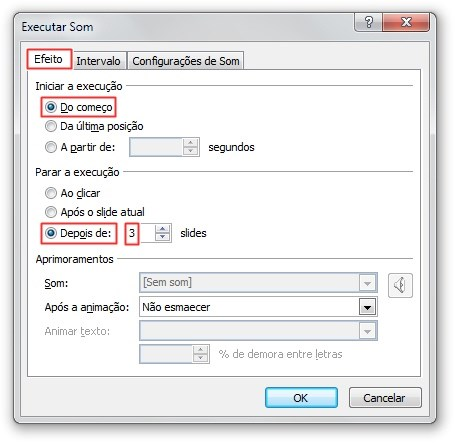 Executar Som
Efeito Intervalo Configurações de Som
Iniciar a execução
Do começo
Da última posição
A partir de: segundos
Parar a execução
Ao clicar
Após o slide atual
Depois de: 3 slides
Aprimoramentos
Som: [Sem som]
Após a animação: Não esmaecer
Animar texto:
% de demora entre letras
OK Cancelar